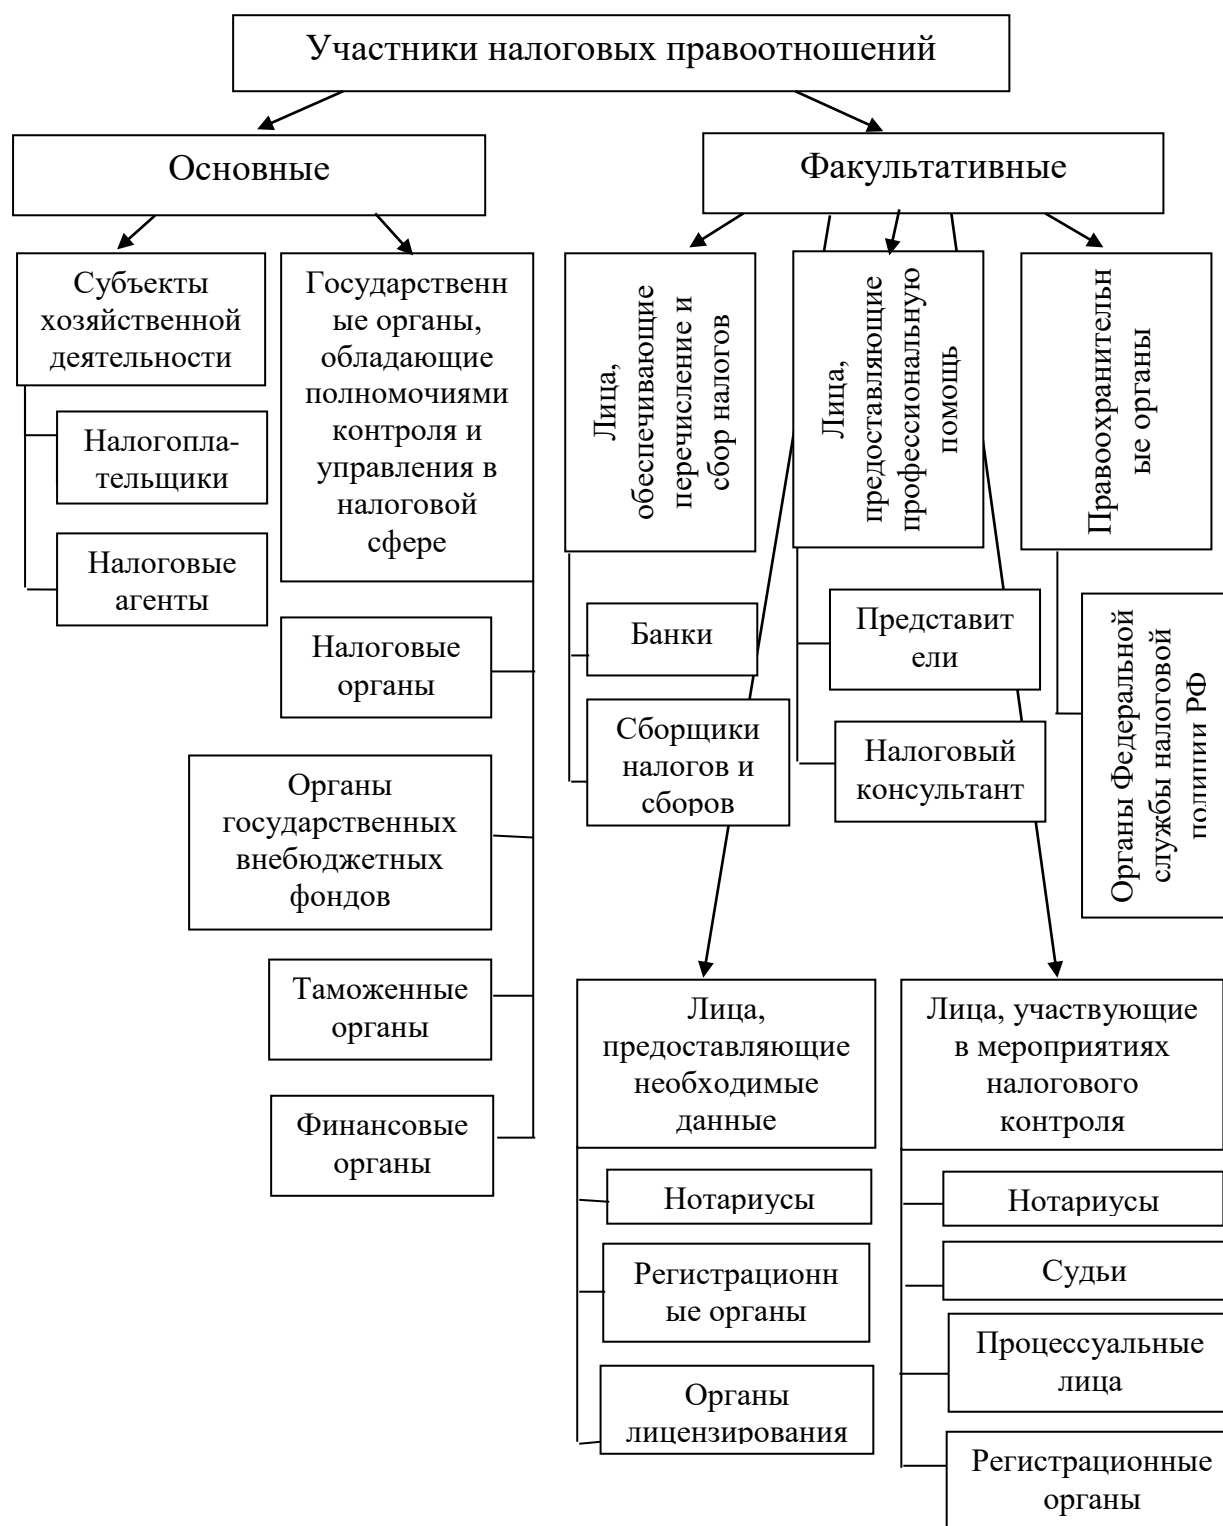 Участники налоговых правоотношений
Основные
Факультативные
Субъекты
хозяйственной
деятельности
Налогопла-
тельщики
Налоговые
агенты
Государственн
ые органы,
обладающие
полномочиями
контроля и
управления в
налоговой
сфере
Налоговые
органы
Органы
государственных
внебюджетных
фондов
Таможенные
органы
Финансовые
органы
Лица,
обеспечивающие
перечисление и
сбор налогов
Банки
Сборщики
налогов и
сборов
Лица,
предоставляющие
профессиональную
помощь
Представит
ели
Налоговый
консультант
Правоохранительн
ые органы
Органы Федеральной
службы налоговой
полиции РФ
Лица,
предоставляющие
необходимые
данные
Нотариусы
Регистрационн
ые органы
Органы
лицензирования
Лица, участвующие
в мероприятиях
налогового
контроля
Нотариусы
Судьи
Процессуальные
лица
Регистрационные
органы